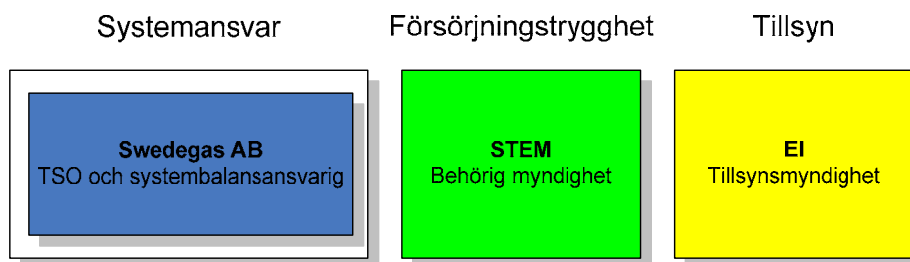 Systemansvar
Försörjningstrygghet
Tillsyn
Swedegas AB
TSO och systembalansansvarig
STEM
Behörig myndighet
EI
Tillsynsmyndighet